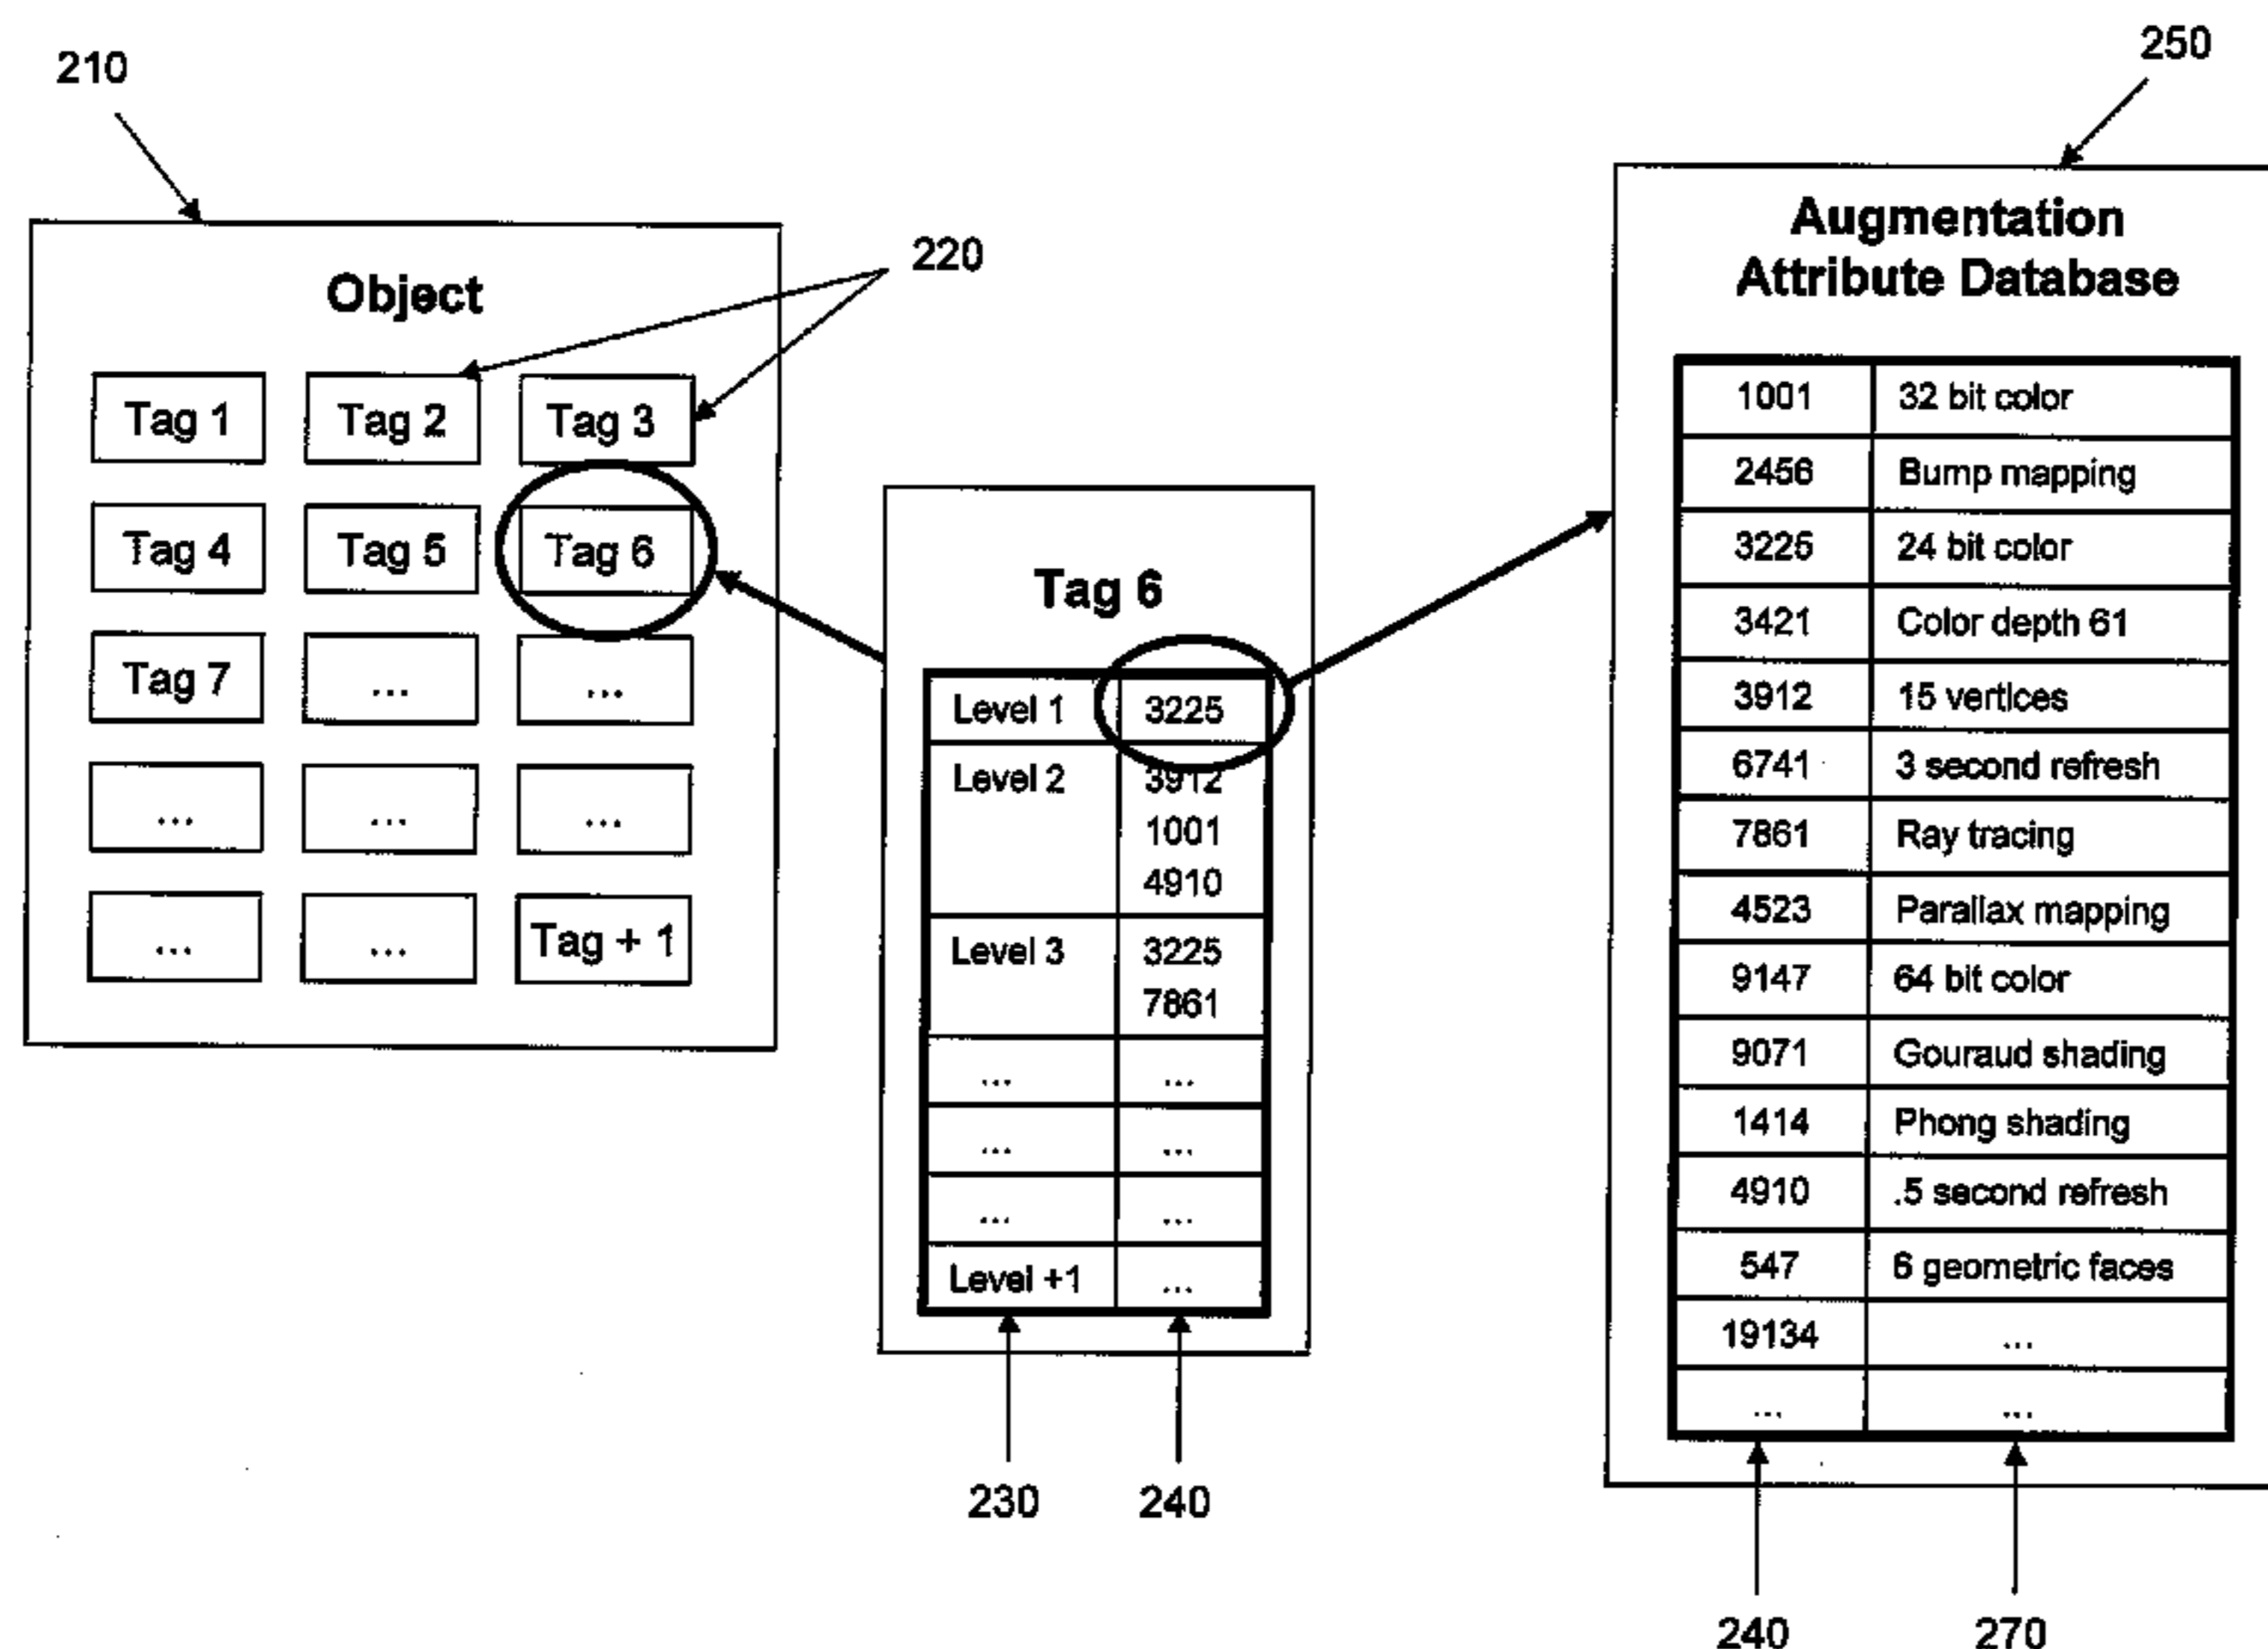 210
250
220
Object
Tag 1 Tag 2 Tag 3
Tag 4 Tag 5 Tag 6
Tag 7 ... ...
... ... ...
... ... Tag + 1
Tag 6
Level 1 3225
Level 2 3912
1001
4910
Level 3 3225
7861
... ...
... ...
... ...
Level +1 ...
230 240
Augmentation
Attribute Database
1001 32 bit color
2456 Bump mapping
3225 24 bit color
3421 Color depth 61
3912 15 vertices
6741 3 second refresh
7861 Ray tracing
4523 Parallax mapping
9147 64 bit color
9071 Gouraud shading
1414 Phong shading
4910 .5 second refresh
547 6 geometric faces
19134 ...
... ...
240 270